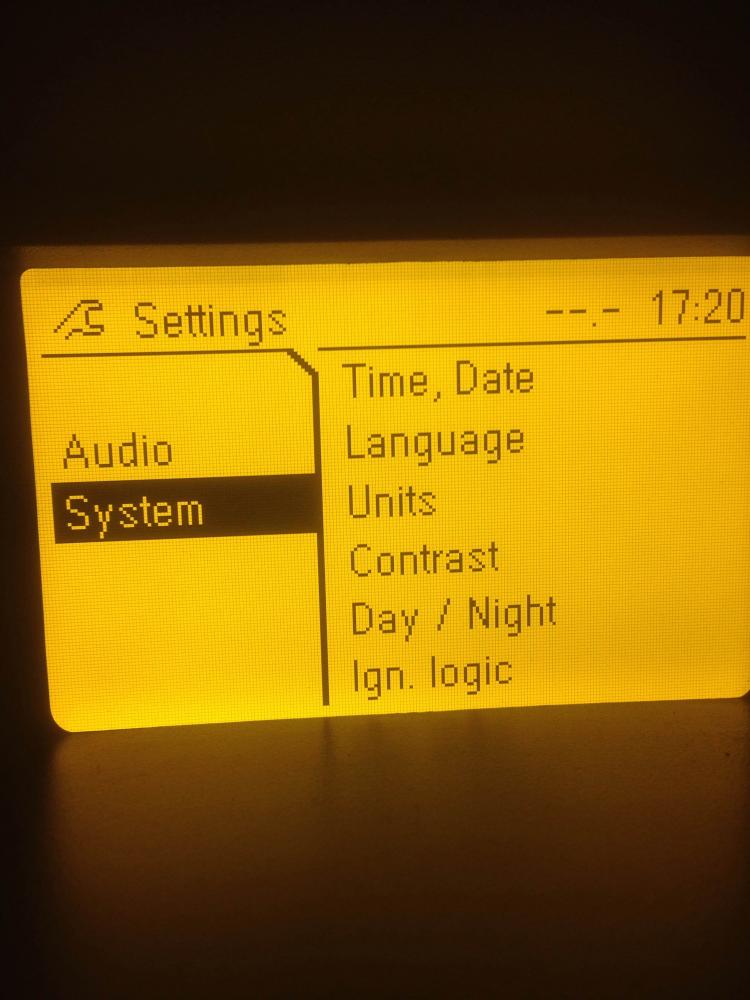 Settings --.- 17:20
Audio
System
Time, Date
Language
Units
Contrast
Day / Night
Ign. logic